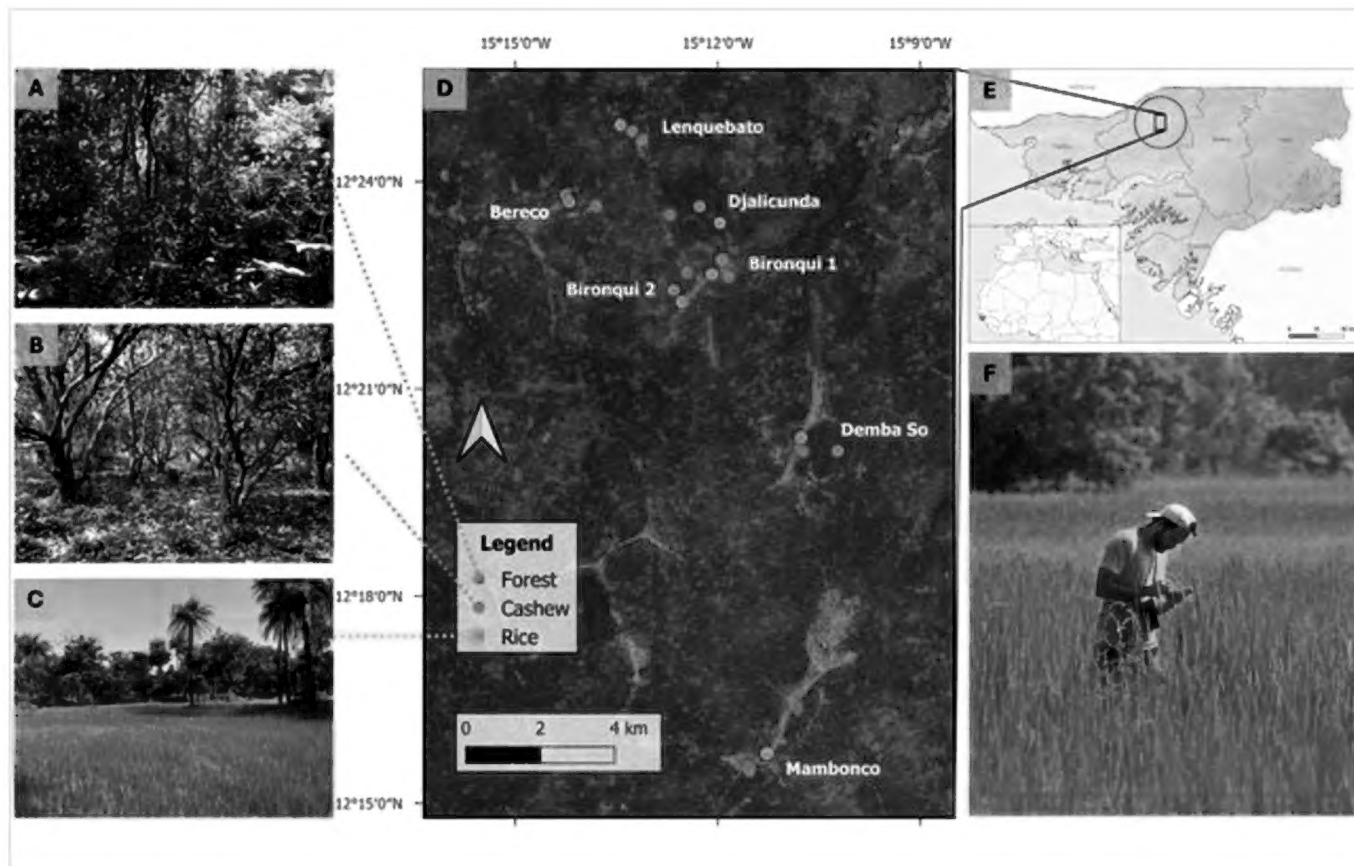 15°15'0"W 15°12'0"W 15°9'0"W
A
B
C
D
E
F
12°24'0"N
12°21'0"N
12°18'0"N
12°15'0"N
Lenquebato
Bereco
Djalicunda
Bironqui 1
Bironqui 2
Demba So
Mambonco
Legend
Forest
Cashew
Rice
0 2 4 km